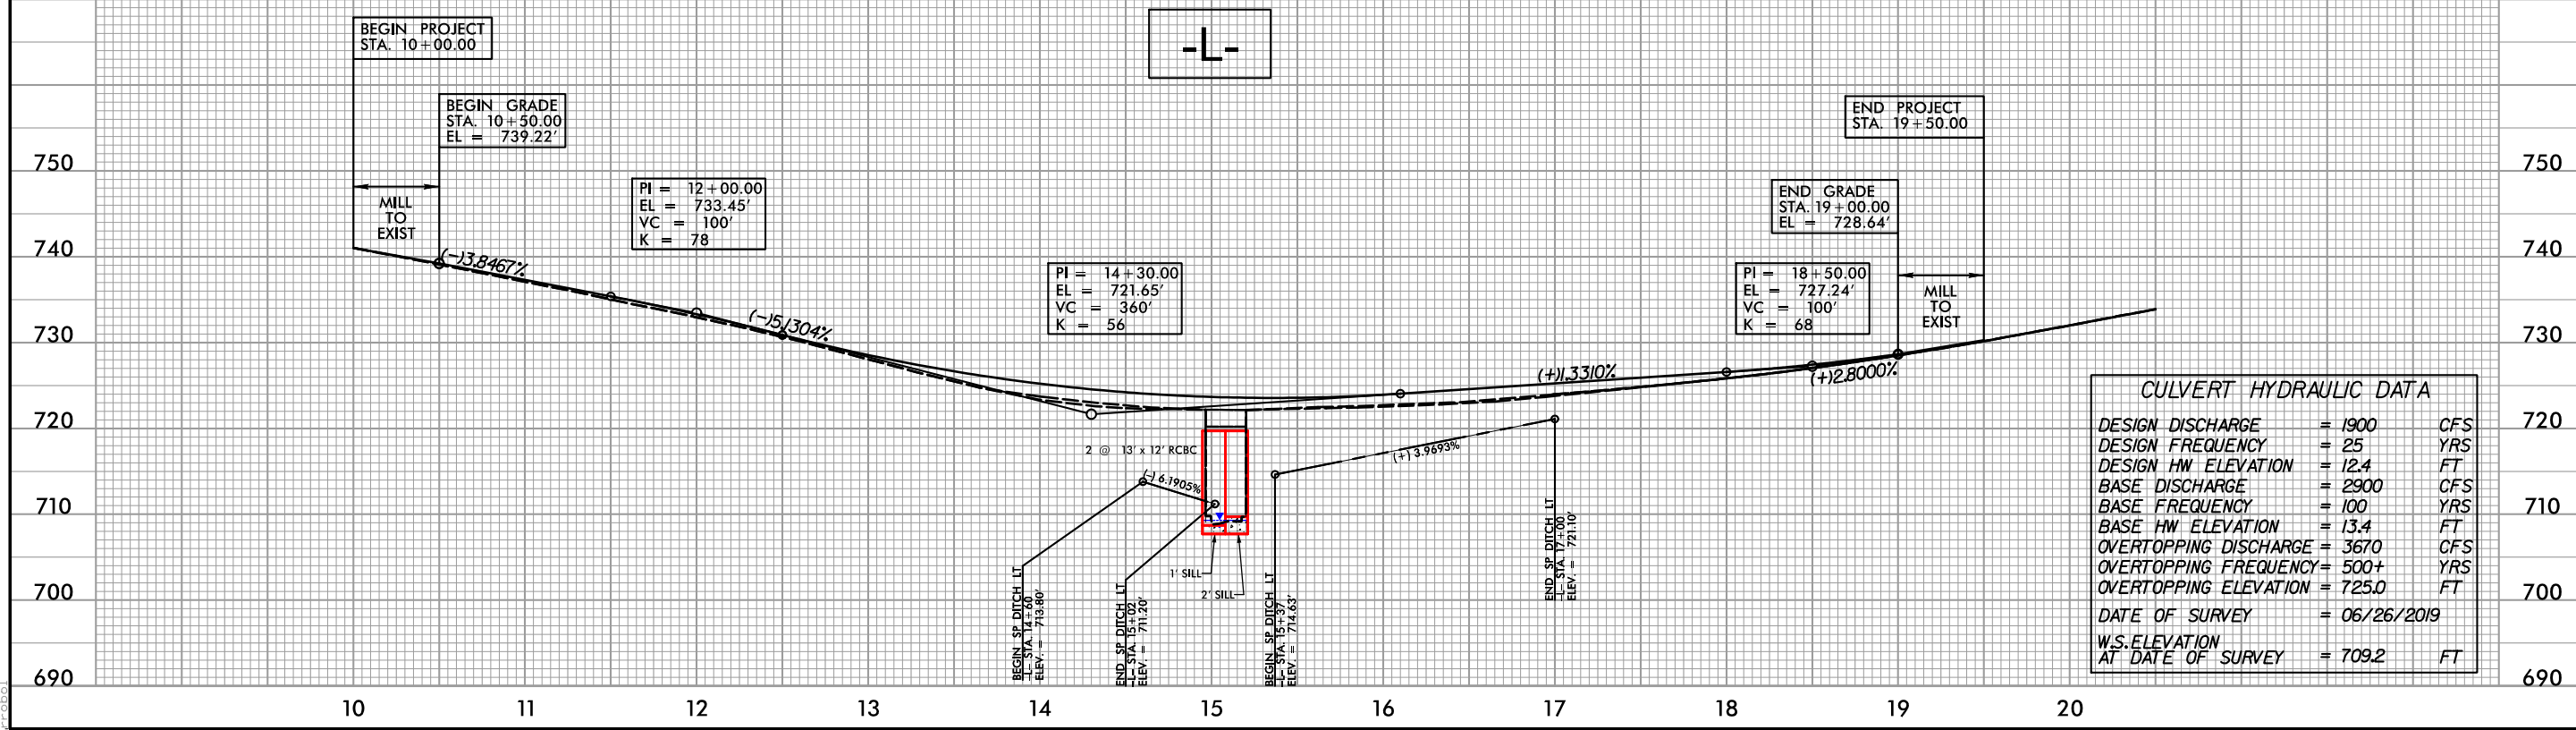 BEGIN PROJECT
STA. 10+00.00
-L-
BEGIN GRADE
STA. 10+50.00
EL = 739.22'
END PROJECT
STA. 19+50.00
750
750
MILL
TO
EXIST
PI = 12+00.00
EL = 733.45'
VC = 100'
K = 78
END GRADE
STA. 19+00.00
EL = 728.64'
740
740
(-)3.8467%
PI = 14+30.00
EL = 721.65'
VC = 360'
K = 56
PI = 18+50.00
EL = 727.24'
VC = 100'
K = 68
MILL
TO
EXIST
730
730
(-)5.1304%
(+)1.3310%
(+)2.8000%
720
720
2 @ 13' x 12' RCBC
(-) 6.1905%
(+) 3.9693%
710
710
1' SILL
2' SILL
700
700
BEGIN SP DITCH LT
-L- STA. 14+60
ELEV. = 713.80'
END SP DITCH LT
-L- STA. 15+02
ELEV. = 711.20'
BEGIN SP DITCH LT
-L- STA. 15+37
ELEV. = 714.63'
END SP DITCH LT
-L- STA. 17+00
ELEV. = 721.10'
CULVERT HYDRAULIC DATA
DESIGN DISCHARGE = 1900 CFS
DESIGN FREQUENCY = 25 YRS
DESIGN HW ELEVATION = 12.4 FT
BASE DISCHARGE = 2900 CFS
BASE FREQUENCY = 100 YRS
BASE HW ELEVATION = 13.4 FT
OVERTOPPING DISCHARGE = 3670 CFS
OVERTOPPING FREQUENCY= 500+ YRS
OVERTOPPING ELEVATION = 725.0 FT
DATE OF SURVEY = 06/26/2019
W.S.ELEVATION
AT DATE OF SURVEY = 709.2 FT
690
690
10 11 12 13 14 15 16 17 18 19 20